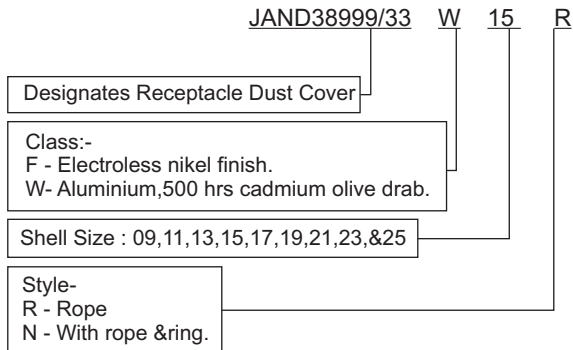 JAND38999/33 W 15 R
Designates Receptacle Dust Cover
Class:-
F - Electroless nikel finish.
W- Aluminium,500 hrs cadmium olive drab.
Shell Size : 09,11,13,15,17,19,21,23,&25
Style-
R - Rope
N - With rope &ring.